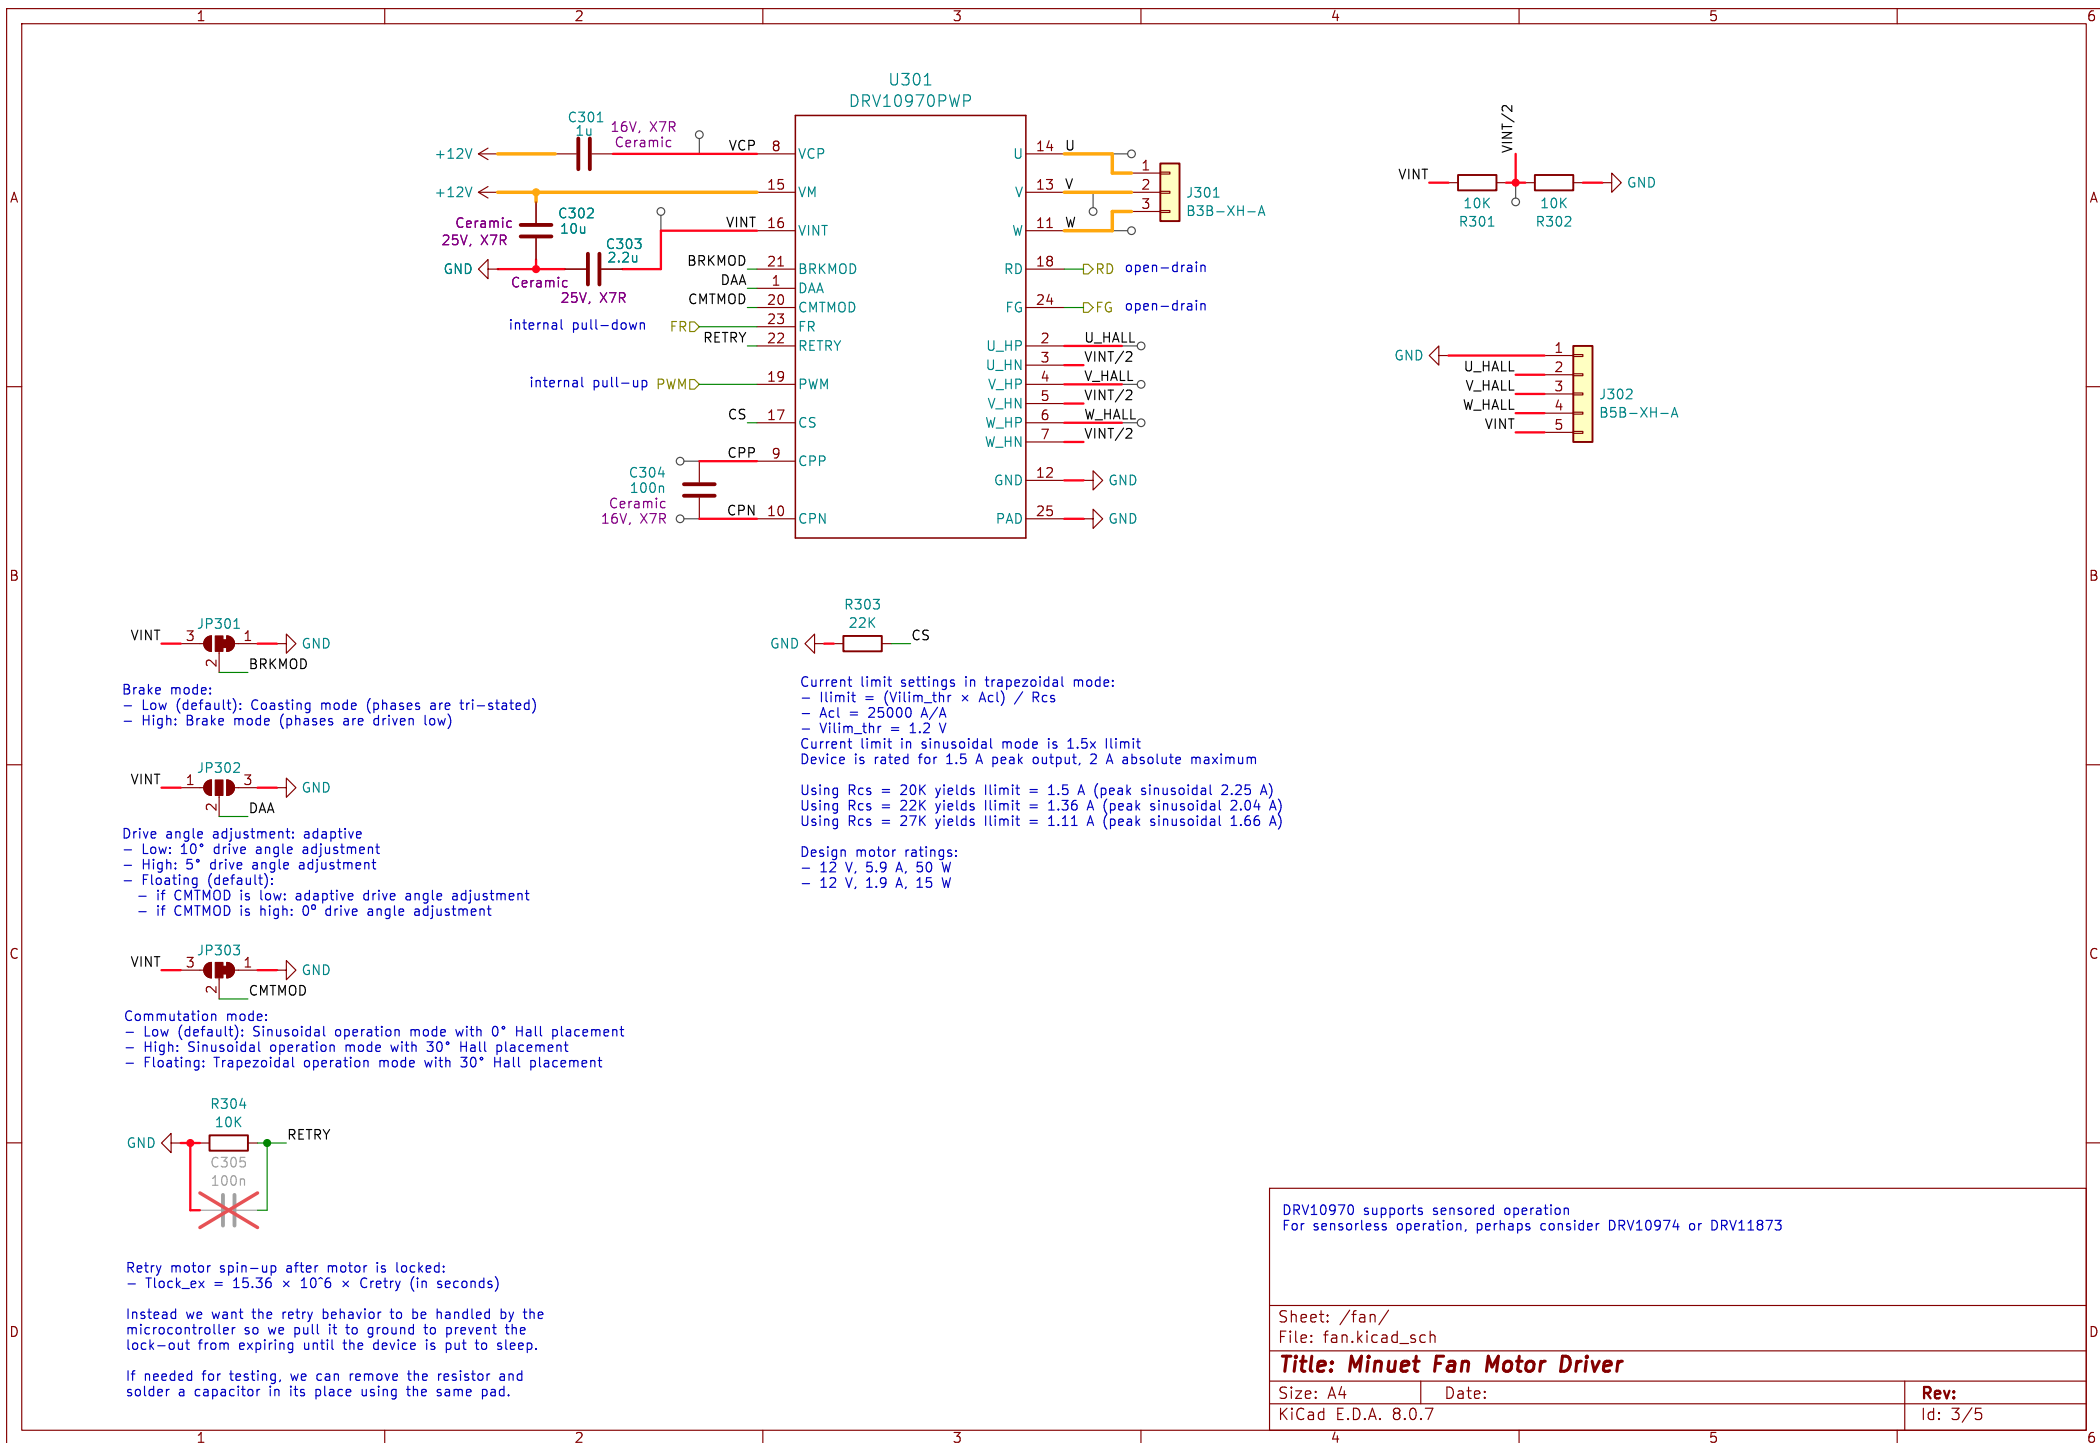 1 2 3 4 5 6
A
B
C
D
A
B
C
D
1 2 3 4 5 6
U301
DRV10970PWP
C301
1u
16V, X7R
Ceramic
+12V
VCP 8 VCP
+12V
15 VM
Ceramic
25V, X7R
C302
10u
VINT 16 VINT
C303
2.2u
GND
Ceramic
25V, X7R
BRKMOD 21 BRKMOD
DAA 1 DAA
CMTMOD 20 CMTMOD
internal pull-down FR 23 FR
RETRY 22 RETRY
internal pull-up PWM 19 PWM
CS 17 CS
CPP 9 CPP
C304
100n
Ceramic
16V, X7R
CPN 10 CPN
U 14 U
V 13 V
W 11 W
1
2
3
J301
B3B-XH-A
RD 18 RD open-drain
FG 24 FG open-drain
U_HP 2 U_HALL
U_HN 3 VINT/2
V_HP 4 V_HALL
V_HN 5 VINT/2
W_HP 6 W_HALL
W_HN 7 VINT/2
GND 12 GND
PAD 25 GND
VINT/2
VINT
GND
10K
R301
10K
R302
GND 1
U_HALL 2
V_HALL 3
W_HALL 4
VINT 5
J302
B5B-XH-A
JP301
VINT 3 1 GND
2 BRKMOD
Brake mode:
- Low (default): Coasting mode (phases are tri-stated)
- High: Brake mode (phases are driven low)
JP302
VINT 1 3 GND
2 DAA
Drive angle adjustment: adaptive
- Low: 10° drive angle adjustment
- High: 5° drive angle adjustment
- Floating (default):
- if CMTMOD is low: adaptive drive angle adjustment
- if CMTMOD is high: 0° drive angle adjustment
JP303
VINT 3 1 GND
2 CMTMOD
Commutation mode:
- Low (default): Sinusoidal operation mode with 0° Hall placement
- High: Sinusoidal operation mode with 30° Hall placement
- Floating: Trapezoidal operation mode with 30° Hall placement
R304
10K
GND RETRY
C305
100n
Retry motor spin-up after motor is locked:
- Tlock_ex = 15.36 × 10^6 × Cretry (in seconds)
Instead we want the retry behavior to be handled by the
microcontroller so we pull it to ground to prevent the
lock-out from expiring until the device is put to sleep.
If needed for testing, we can remove the resistor and
solder a capacitor in its place using the same pad.
R303
22K
GND CS
Current limit settings in trapezoidal mode:
- Ilimit = (Vilim_thr × Acl) / Rcs
- Acl = 25000 A/A
- Vilim_thr = 1.2 V
Current limit in sinusoidal mode is 1.5x Ilimit
Device is rated for 1.5 A peak output, 2 A absolute maximum
Using Rcs = 20K yields Ilimit = 1.5 A (peak sinusoidal 2.25 A)
Using Rcs = 22K yields Ilimit = 1.36 A (peak sinusoidal 2.04 A)
Using Rcs = 27K yields Ilimit = 1.11 A (peak sinusoidal 1.66 A)
Design motor ratings:
- 12 V, 5.9 A, 50 W
- 12 V, 1.9 A, 15 W
DRV10970 supports sensored operation
For sensorless operation, perhaps consider DRV10974 or DRV11873
Sheet: /fan/
File: fan.kicad_sch
Title: Minuet Fan Motor Driver
Size: A4 Date: Rev:
KiCad E.D.A. 8.0.7 Id: 3/5